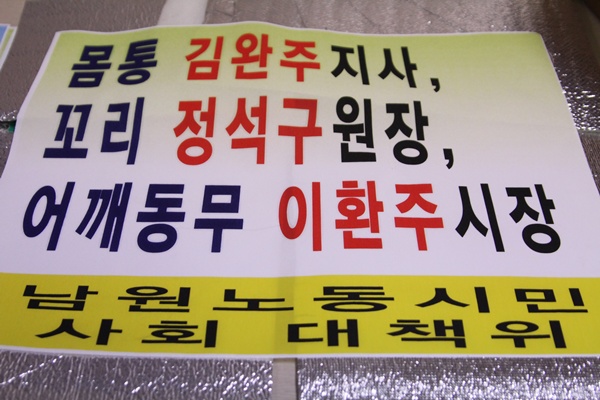 몸통 김완주지사,
꼬리 정석구원장,
어깨동무 이환주시장
남원노동시민
사회 대책위